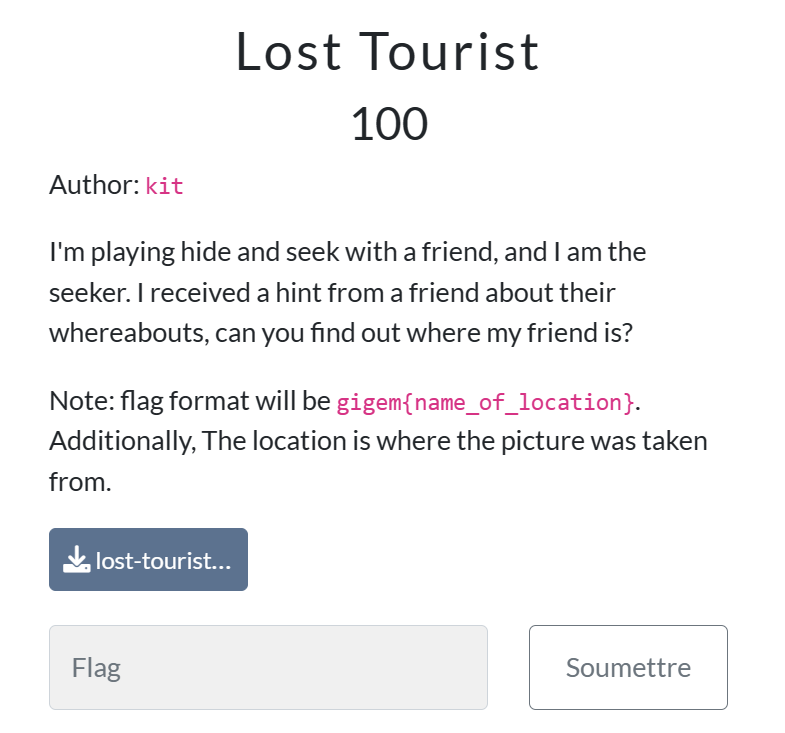 Lost Tourist
100
Author: kit
I'm playing hide and seek with a friend, and I am the
seeker. I received a hint from a friend about their
whereabouts, can you find out where my friend is?
Note: flag format will be gigem{name_of_location}.
Additionally, The location is where the picture was taken
from.
lost-tourist...
Flag
Soumettre